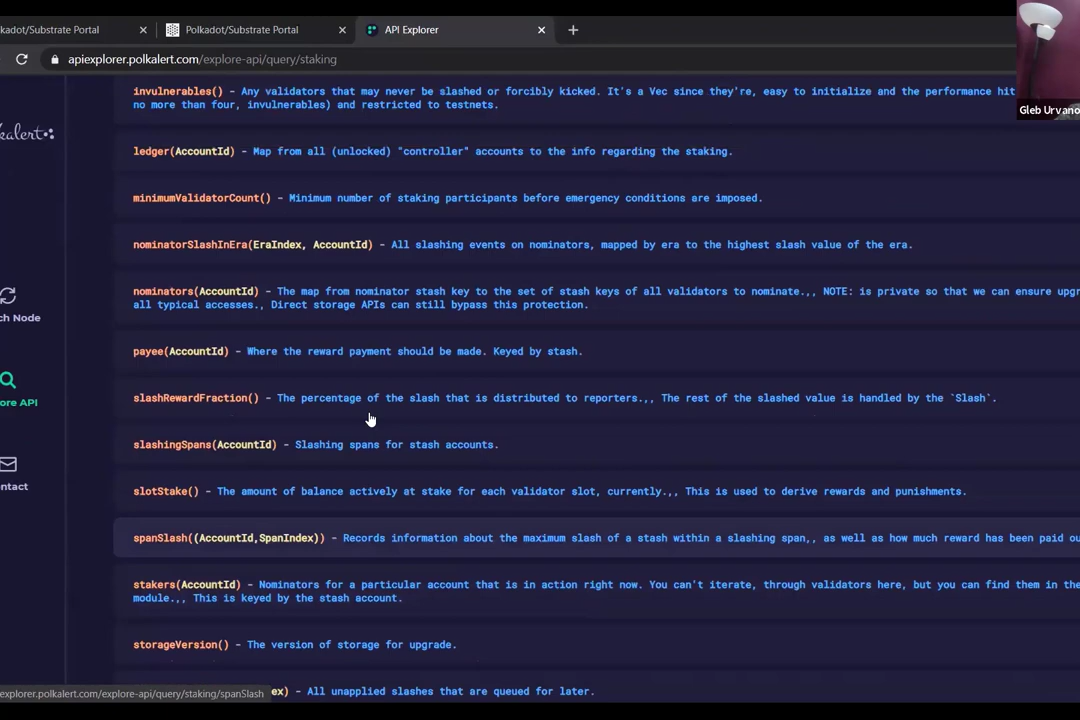 kadot/Substrate Portal
Polkadot/Substrate Portal
API Explorer
apiexplorer.polkalert.com/explore-api/query/staking
Gleb Urvano
invulnerables() - Any validators that may never be slashed or forcibly kicked. It's a Vec since they're, easy to initialize and the performance hit
no more than four, invulnerables) and restricted to testnets.
kalert
ledger(AccountId) - Map from all (unlocked) "controller" accounts to the info regarding the staking.
minimumValidatorCount() - Minimum number of staking participants before emergency conditions are imposed.
nominatorSlashInEra(EraIndex, AccountId) - All slashing events on nominators, mapped by era to the highest slash value of the era.
nominators(AccountId) - The map from nominator stash key to the set of stash keys of all validators to nominate.,, NOTE: is private so that we can ensure upgr
all typical accesses., Direct storage APIs can still bypass this protection.
ch Node
payee(AccountId) - Where the reward payment should be made. Keyed by stash.
slashRewardFraction() - The percentage of the slash that is distributed to reporters.,, The rest of the slashed value is handled by the `Slash`.
ore API
slashingSpans(AccountId) - Slashing spans for stash accounts.
ntact
slotStake() - The amount of balance actively at stake for each validator slot, currently.,, This is used to derive rewards and punishments.
spanSlash((AccountId,SpanIndex)) - Records information about the maximum slash of a stash within a slashing span,, as well as how much reward has been paid ou
stakers(AccountId) - Nominators for a particular account that is in action right now. You can't iterate, through validators here, but you can find them in the
module.,, This is keyed by the stash account.
storageVersion() - The version of storage for upgrade.
explorer.polkalert.com/explore-api/query/staking/spanSlash
ex) - All unapplied slashes that are queued for later.